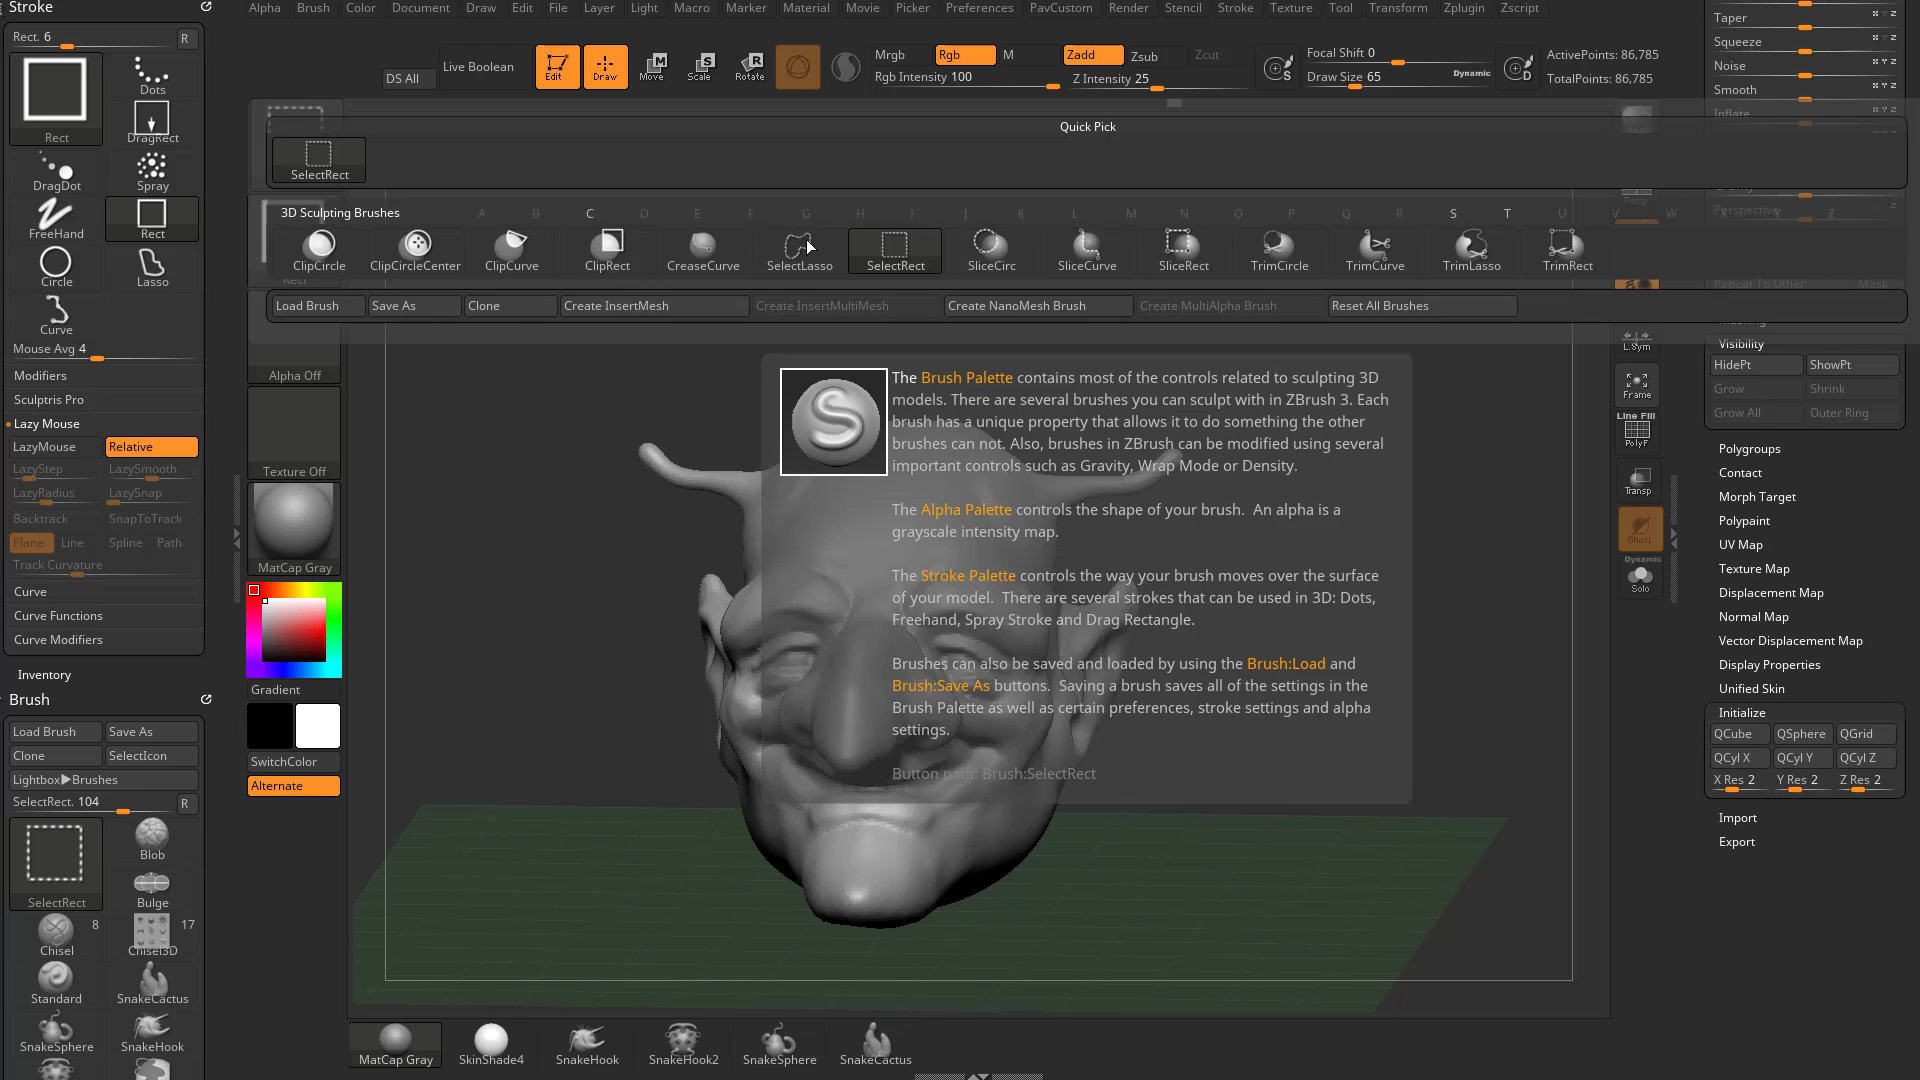 Stroke
Alpha Brush Color Document Draw Edit File Layer Light Macro Marker Material Movie Picker Preferences PavCustom Render Stencil Stroke Texture Tool Transform Zplugin Zscript
Rect. 6 R
Rect
Dots
DragRect
DragDot
Spray
FreeHand
Rect
Circle
Lasso
Curve
Mouse Avg 4
Modifiers
Sculptris Pro
Lazy Mouse
LazyMouse Relative
LazyStep LazySmooth
LazyRadius LazySnap
Backtrack SnapToTrack
Plane Line Spline Path
Track Curvature
Curve
Curve Functions
Curve Modifiers
Inventory
Brush
Load Brush Save As
Clone SelectIcon
Lightbox▶Brushes
SelectRect. 104 R
SelectRect
Blob
Bulge
8
Chisel
17
Chisel3D
Standard
SnakeCactus
SnakeSphere
SnakeHook
DS All
Live Boolean
Edit
Draw
Move
Scale
Rotate
Mrgb Rgb M
Rgb Intensity 100
Zadd Zsub Zcut
Z Intensity 25
S
Focal Shift 0
Draw Size 65 Dynamic
D
ActivePoints: 86,785
TotalPoints: 86,785
Quick Pick
SelectRect
3D Sculpting Brushes A B C D E F G H I J K L M N O P Q R S T U V W X Y Z
ClipCircle ClipCircleCenter ClipCurve ClipRect CreaseCurve SelectLasso SelectRect SliceCirc SliceCurve SliceRect TrimCircle TrimCurve TrimLasso TrimRect
Load Brush Save As Clone Create InsertMesh Create InsertMultiMesh Create NanoMesh Brush Create MultiAlpha Brush Reset All Brushes
Rect
Alpha Off
Texture Off
MatCap Gray
Gradient
SwitchColor
Alternate
The Brush Palette contains most of the controls related to sculpting 3D
models. There are several brushes you can sculpt with in ZBrush 3. Each
brush has a unique property that allows it to do something the other
brushes can not. Also, brushes in ZBrush can be modified using several
important controls such as Gravity, Wrap Mode or Density.
The Alpha Palette controls the shape of your brush. An alpha is a
grayscale intensity map.
The Stroke Palette controls the way your brush moves over the surface
of your model. There are several strokes that can be used in 3D: Dots,
Freehand, Spray Stroke and Drag Rectangle.
Brushes can also be saved and loaded by using the Brush:Load and
Brush:Save As buttons. Saving a brush saves all of the settings in the
Brush Palette as well as certain preferences, stroke settings and alpha
settings.
Button path: Brush:SelectRect
MatCap Gray SkinShade4 SnakeHook SnakeHook2 SnakeSphere SnakeCactus
Persp
L.Sym
Frame
Line Fill
PolyF
Transp
Ghost
Dynamic
Solo
Taper
Squeeze
Noise
Smooth
Inflate
Gravity
Perspective
Repeat To Other Mask
Masking
Visibility
HidePt ShowPt
Grow Shrink
Grow All Outer Ring
Polygroups
Contact
Morph Target
Polypaint
UV Map
Texture Map
Displacement Map
Normal Map
Vector Displacement Map
Display Properties
Unified Skin
Initialize
QCube QSphere QGrid
QCyl X QCyl Y QCyl Z
X Res 2 Y Res 2 Z Res 2
Import
Export